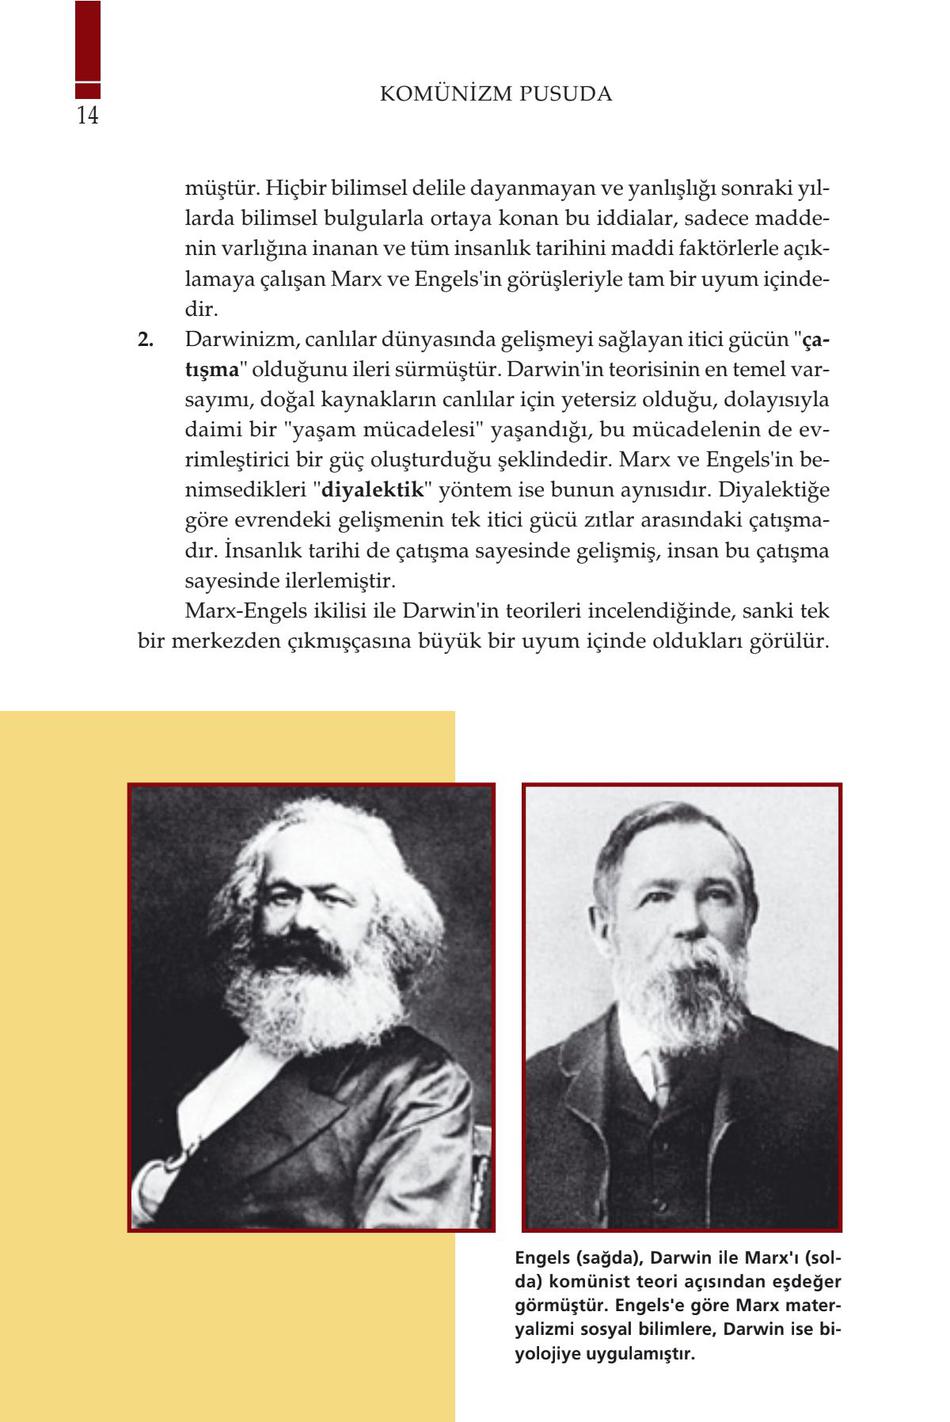 KOMÜNİZM PUSUDA
14
müştür. Hiçbir bilimsel delile dayanmayan ve yanlışlığı sonraki yıl-
larda bilimsel bulgularla ortaya konan bu iddialar, sadece madde-
nin varlığına inanan ve tüm insanlık tarihini maddi faktörlerle açık-
lamaya çalışan Marx ve Engels'in görüşleriyle tam bir uyum içinde-
dir.
2. Darwinizm, canlılar dünyasında gelişmeyi sağlayan itici gücün "ça-
tışma" olduğunu ileri sürmüştür. Darwin'in teorisinin en temel var-
sayımı, doğal kaynakların canlılar için yetersiz olduğu, dolayısıyla
daimi bir "yaşam mücadelesi" yaşandığı, bu mücadelenin de ev-
rimleştirici bir güç oluşturduğu şeklindedir. Marx ve Engels'in be-
nimsedikleri "diyalektik" yöntem ise bunun aynısıdır. Diyalektiğe
göre evrendeki gelişmenin tek itici gücü zıtlar arasındaki çatışma-
dır. İnsanlık tarihi de çatışma sayesinde gelişmiş, insan bu çatışma
sayesinde ilerlemiştir.
Marx-Engels ikilisi ile Darwin'in teorileri incelendiğinde, sanki tek
bir merkezden çıkmışçasına büyük bir uyum içinde oldukları görülür.
Engels (sağda), Darwin ile Marx'ı (sol-
da) komünist teori açısından eşdeğer
görmüştür. Engels'e göre Marx mater-
yalizmi sosyal bilimlere, Darwin ise bi-
yolojiye uygulamıştır.